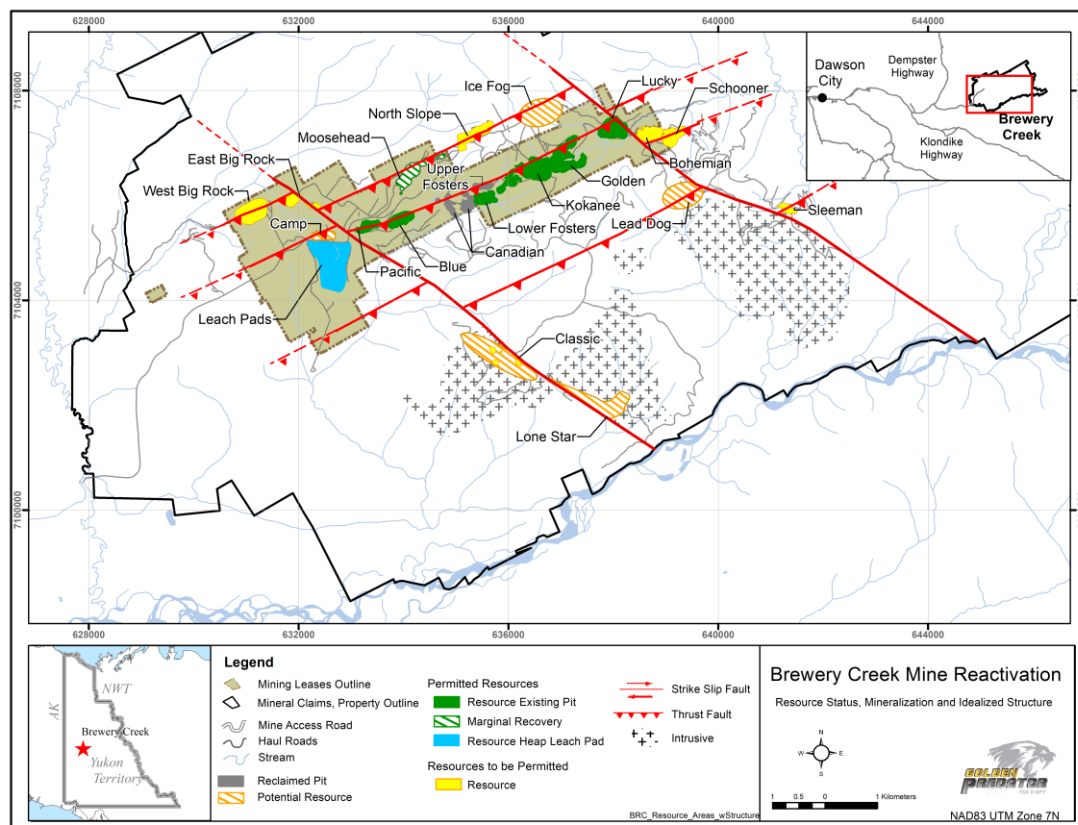 628000
632000
636000
640000
644000
7108000
7104000
7100000
Dawson
City
Dempster
Highway
Brewery
Creek
Klondike
Highway
Ice Fog
Lucky
Schooner
North Slope
Moosehead
East Big Rock
West Big Rock
Upper
Fosters
Bohemian
Golden
Kokanee
Sleeman
Camp
Lower Fosters
Lead Dog
Canadian
Pacific
Blue
Leach Pads
Classic
Lone Star
628000
632000
636000
640000
644000
AK
NWT
Brewery Creek
Yukon
Territory
Legend
Mining Leases Outline
Mineral Claims, Property Outline
Mine Access Road
Haul Roads
Stream
Reclaimed Pit
Potential Resource
Permitted Resources
Resource Existing Pit
Marginal Recovery
Resource Heap Leach Pad
Resources to be Permitted
Resource
Strike Slip Fault
Thrust Fault
Intrusive
BRC_Resource_Areas_wStructure
Brewery Creek Mine Reactivation
Resource Status, Mineralization and Idealized Structure
N
W E
S
1 0.5 0 1 Kilometers
GOLDEN
PREDATOR
NAD83 UTM Zone 7N